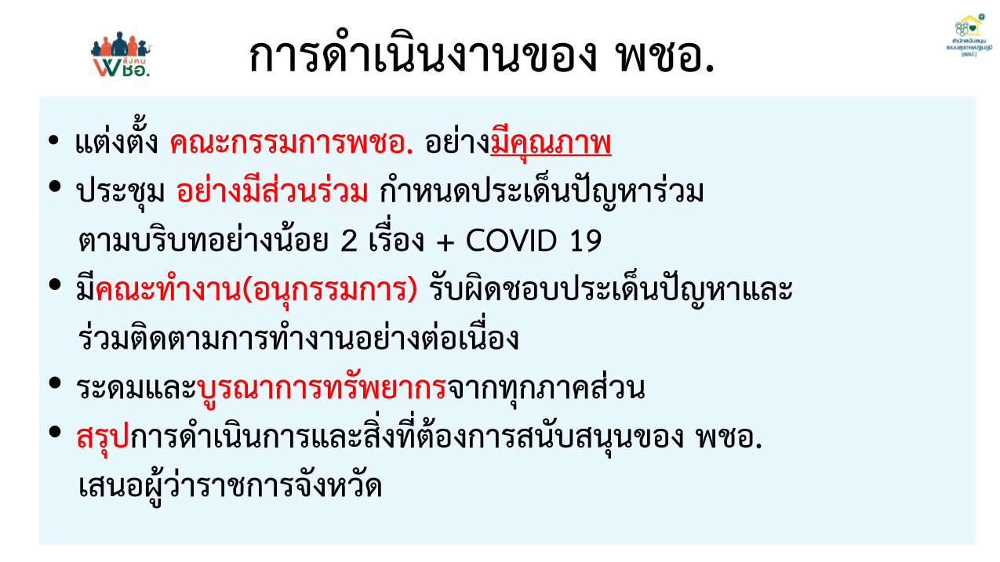 การดำเนินงานของ พชอ.
สังคน
พชอ.
สำนักสนับสนุน
ระบบสุขภาพปฐมภูมิ
(สสป.)
• แต่งตั้ง คณะกรรมการพชอ. อย่างมีคุณภาพ
• ประชุม อย่างมีส่วนร่วม กำหนดประเด็นปัญหาร่วม
ตามบริบทอย่างน้อย 2 เรื่อง + COVID 19
• มีคณะทำงาน(อนุกรรมการ) รับผิดชอบประเด็นปัญหาและ
ร่วมติดตามการทำงานอย่างต่อเนื่อง
• ระดมและบูรณาการทรัพยากรจากทุกภาคส่วน
• สรุปการดำเนินการและสิ่งที่ต้องการสนับสนุนของ พชอ.
เสนอผู้ว่าราชการจังหวัด